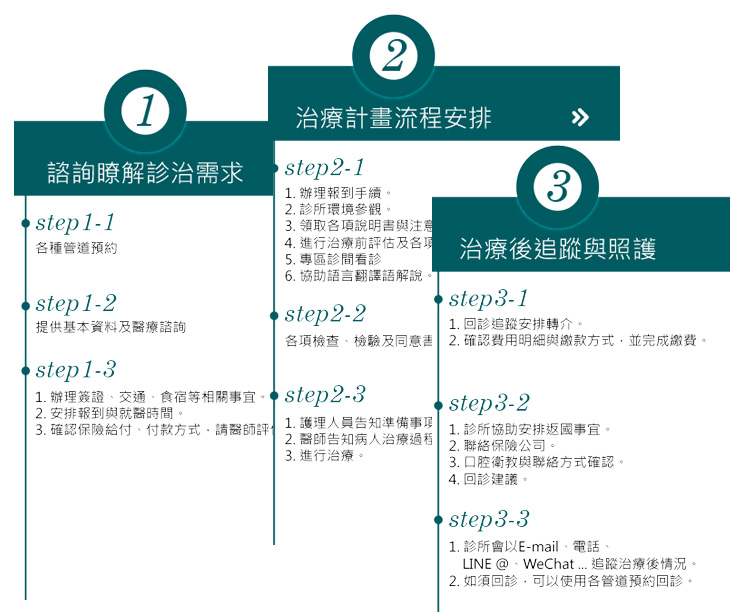 1
諮詢瞭解診治需求
step1-1
各種管道預約
step1-2
提供基本資料及醫療諮詢
step1-3
1. 辦理簽證、交通、食宿等相關事宜。
2. 安排報到與就醫時間。
3. 確認保險給付、付款方式，請醫師評
2
治療計畫流程安排 »
step2-1
1. 辦理報到手續。
2. 診所環境參觀。
3. 領取各項說明書與注意
4. 進行治療前評估及各項
5. 專區診間看診
6. 協助語言翻譯語解說。
step2-2
各項檢查、檢驗及同意書
step2-3
1. 護理人員告知準備事項
2. 醫師告知病人治療過程
3. 進行治療。
3
治療後追蹤與照護
step3-1
1. 回診追蹤安排轉介。
2. 確認費用明細與繳款方式，並完成繳費。
step3-2
1. 診所協助安排返國事宜。
2. 聯絡保險公司。
3. 口腔衛教與聯絡方式確認。
4. 回診建議。
step3-3
1. 診所會以E-mail、電話、
LINE @、WeChat ... 追蹤治療後情況。
2. 如須回診，可以使用各管道預約回診。